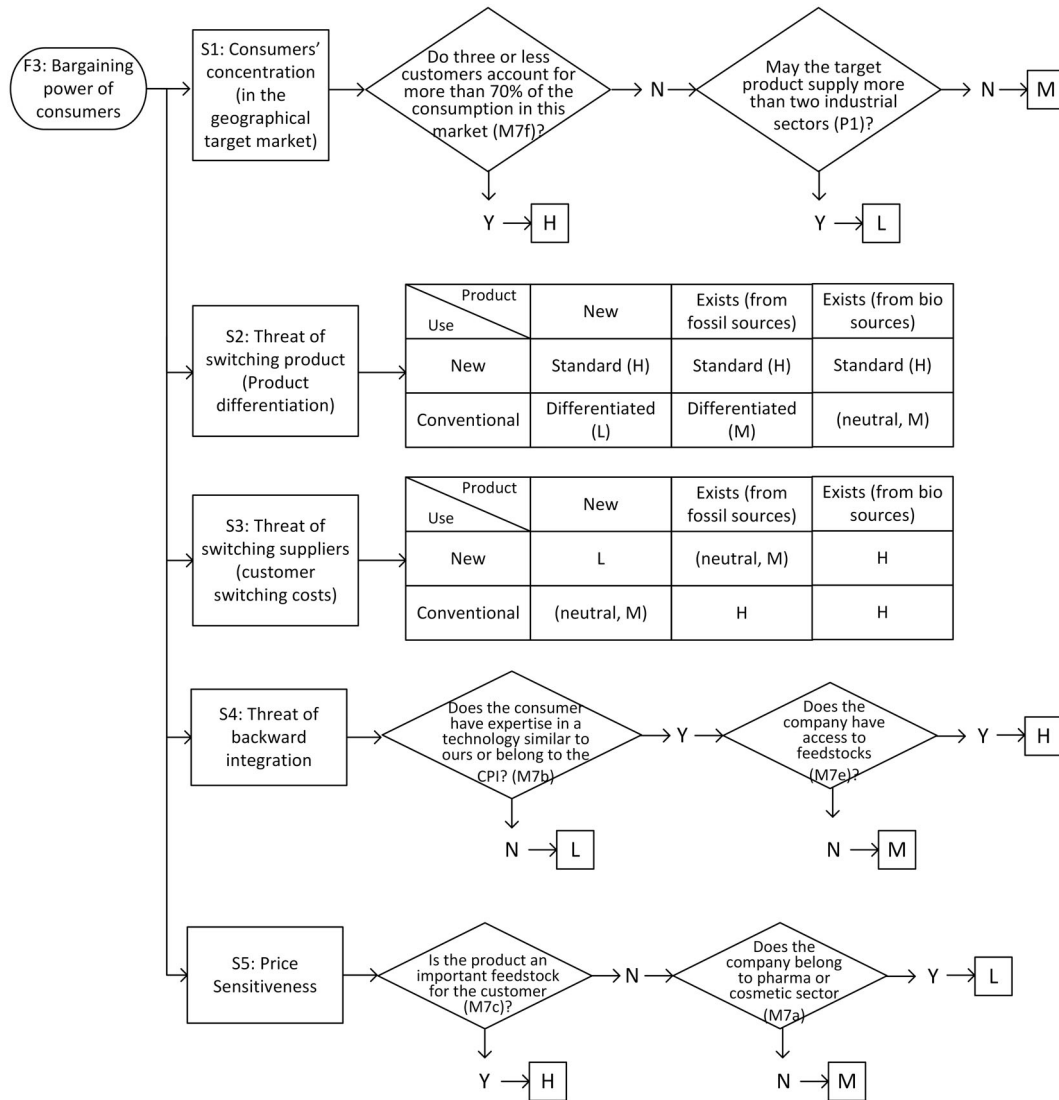 F3: Bargaining
power of
consumers
S1: Consumers’
concentration
(in the
geographical
target market)
Do three or less
customers account for
more than 70% of the
consumption in this
market (M7f)?
N
May the target
product supply more
than two industrial
sectors (P1)?
N
M
Y
H
Y
L
S2: Threat of
switching product
(Product
differentiation)
Product
Use
New
Exists (from
fossil sources)
Exists (from bio
sources)
New
Standard (H)
Standard (H)
Standard (H)
Conventional
Differentiated
(L)
Differentiated
(M)
(neutral, M)
S3: Threat of
switching suppliers
(customer
switching costs)
Product
Use
New
Exists (from
fossil sources)
Exists (from bio
sources)
New
L
(neutral, M)
H
Conventional
(neutral, M)
H
H
S4: Threat of
backward
integration
Does the consumer
have expertise in a
technology similar to
ours or belong to the
CPI? (M7b)
Y
Does the
company have
access to
feedstocks
(M7e)?
Y
H
N
L
N
M
S5: Price
Sensitiveness
Is the product an
important feedstock
for the customer
(M7c)?
N
Does the
company belong
to pharma or
cosmetic sector
(M7a)
Y
L
Y
H
N
M